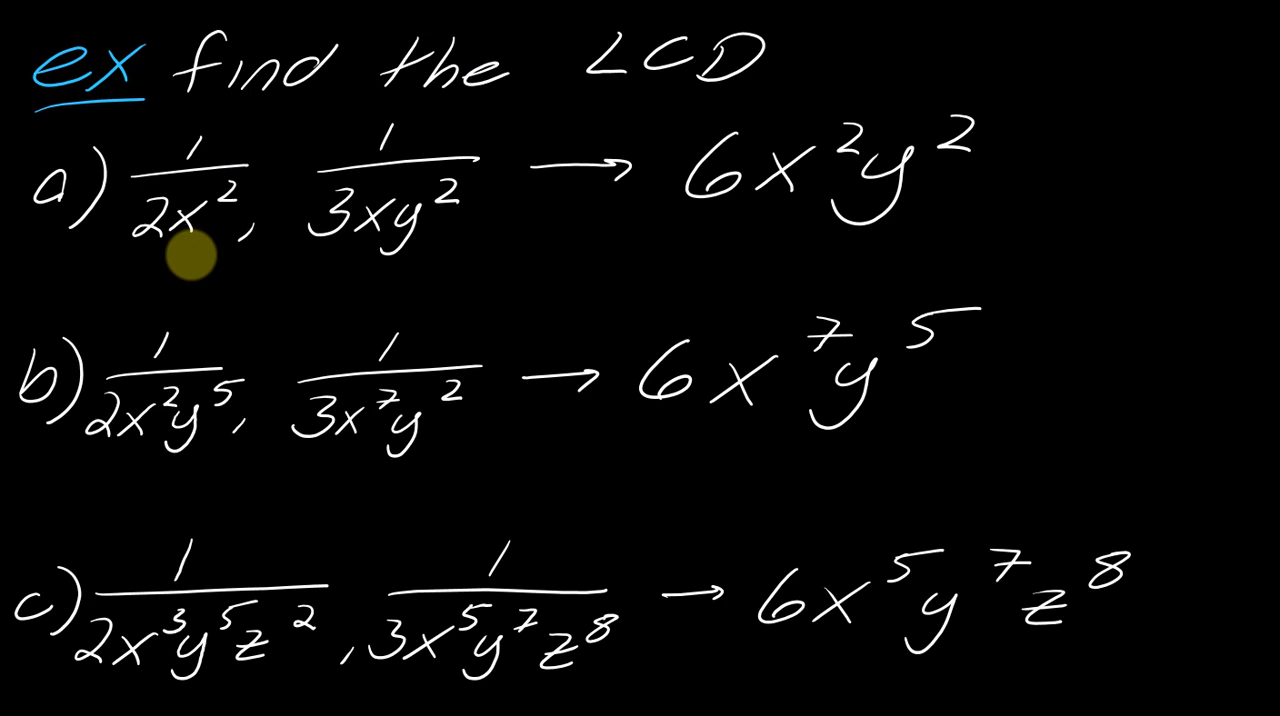 ex find the LCD
a) 1/2x², 1/3xy² → 6x²y²
b) 1/2x²y⁵, 1/3x⁷y² → 6x⁷y⁵
c) 1/2x³y⁵z², 1/3x⁵y⁷z⁸ → 6x⁵y⁷z⁸